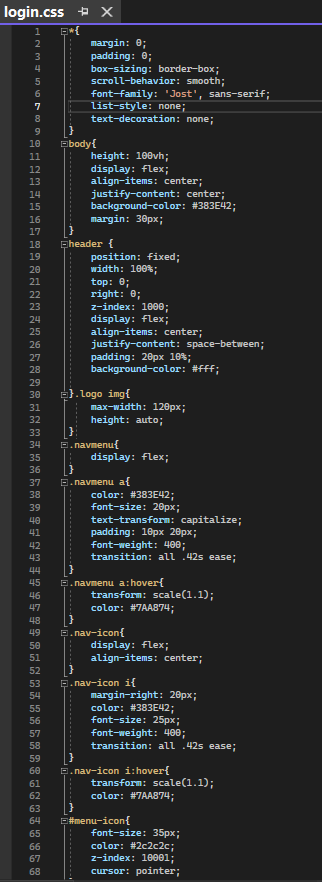 login.css
1 *{
2 margin: 0;
3 padding: 0;
4 box-sizing: border-box;
5 scroll-behavior: smooth;
6 font-family: 'Jost', sans-serif;
7 list-style: none;
8 text-decoration: none;
9 }
10 body{
11 height: 100vh;
12 display: flex;
13 align-items: center;
14 justify-content: center;
15 background-color: #383E42;
16 margin: 30px;
17 }
18 header {
19 position: fixed;
20 width: 100%;
21 top: 0;
22 right: 0;
23 z-index: 1000;
24 display: flex;
25 align-items: center;
26 justify-content: space-between;
27 padding: 20px 10%;
28 background-color: #fff;
29
30 }.logo img{
31 max-width: 120px;
32 height: auto;
33 }
34 .navmenu{
35 display: flex;
36 }
37 .navmenu a{
38 color: #383E42;
39 font-size: 20px;
40 text-transform: capitalize;
41 padding: 10px 20px;
42 font-weight: 400;
43 transition: all .42s ease;
44 }
45 .navmenu a:hover{
46 transform: scale(1.1);
47 color: #7AA874;
48 }
49 .nav-icon{
50 display: flex;
51 align-items: center;
52 }
53 .nav-icon i{
54 margin-right: 20px;
55 color: #383E42;
56 font-size: 25px;
57 font-weight: 400;
58 transition: all .42s ease;
59 }
60 .nav-icon i:hover{
61 transform: scale(1.1);
62 color: #7AA874;
63 }
64 #menu-icon{
65 font-size: 35px;
66 color: #2c2c2c;
67 z-index: 10001;
68 cursor: pointer;